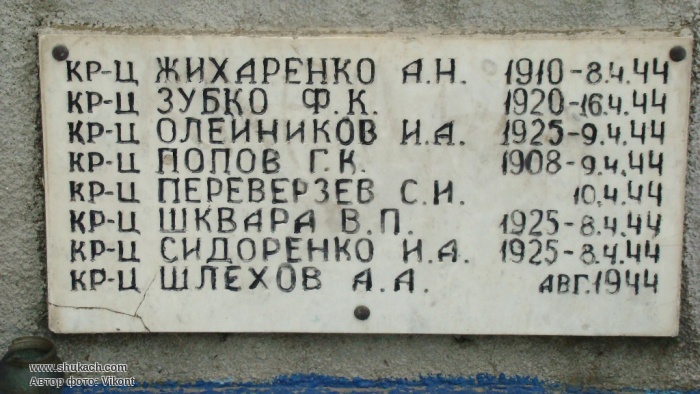 КР-Ц ЖИХАРЕНКО А.Н. 1910-8.4.44
КР-Ц ЗУБКО Ф.К. 1920-16.4.44
КР-Ц ОЛЕЙНИКОВ И.А. 1925-9.4.44
КР-Ц ПОПОВ Г.К. 1908-9.4.44
КР-Ц ПЕРЕВЕРЗЕВ С.И. 10.4.44
КР-Ц ШКВАРА В.П. 1925-8.4.44
КР-Ц СИДОРЕНКО И.А. 1925-8.4.44
КР-Ц ШЛЕХОВ А.А. АВГ.1944
www.shukach.com
Автор фото: Vikont